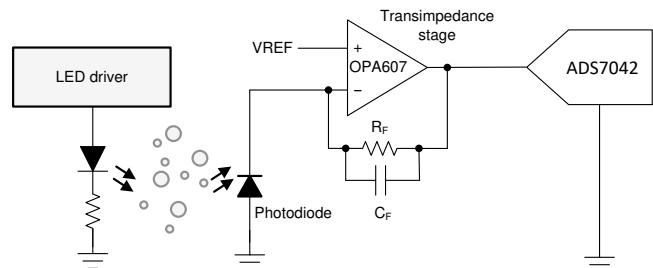 Transimpedance
stage
VREF
+
OPA607
−
ADS7042
LED driver
RF
CF
Photodiode